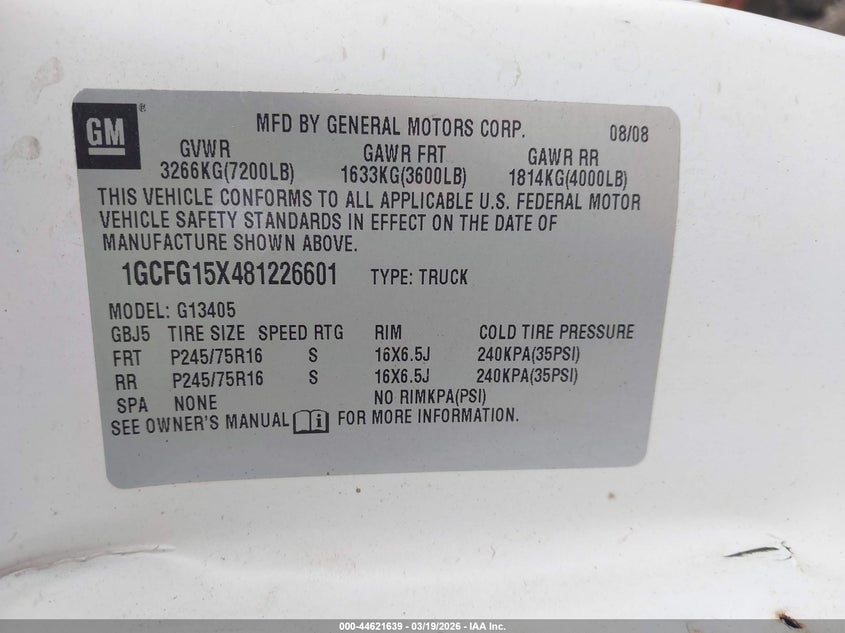 GM
®
MFD BY GENERAL MOTORS CORP. 08/08
GVWR GAWR FRT GAWR RR
3266KG(7200LB) 1633KG(3600LB) 1814KG(4000LB)
THIS VEHICLE CONFORMS TO ALL APPLICABLE U.S. FEDERAL MOTOR
VEHICLE SAFETY STANDARDS IN EFFECT ON THE DATE OF
MANUFACTURE SHOWN ABOVE.
1GCFG15X481226601 TYPE: TRUCK
MODEL: G13405
GBJ5 TIRE SIZE SPEED RTG RIM COLD TIRE PRESSURE
FRT P245/75R16 S 16X6.5J 240KPA(35PSI)
RR P245/75R16 S 16X6.5J 240KPA(35PSI)
SPA NONE NO RIMKPA(PSI)
SEE OWNER'S MANUAL i FOR MORE INFORMATION.
000-44621639 - 03/19/2026 - IAA Inc.